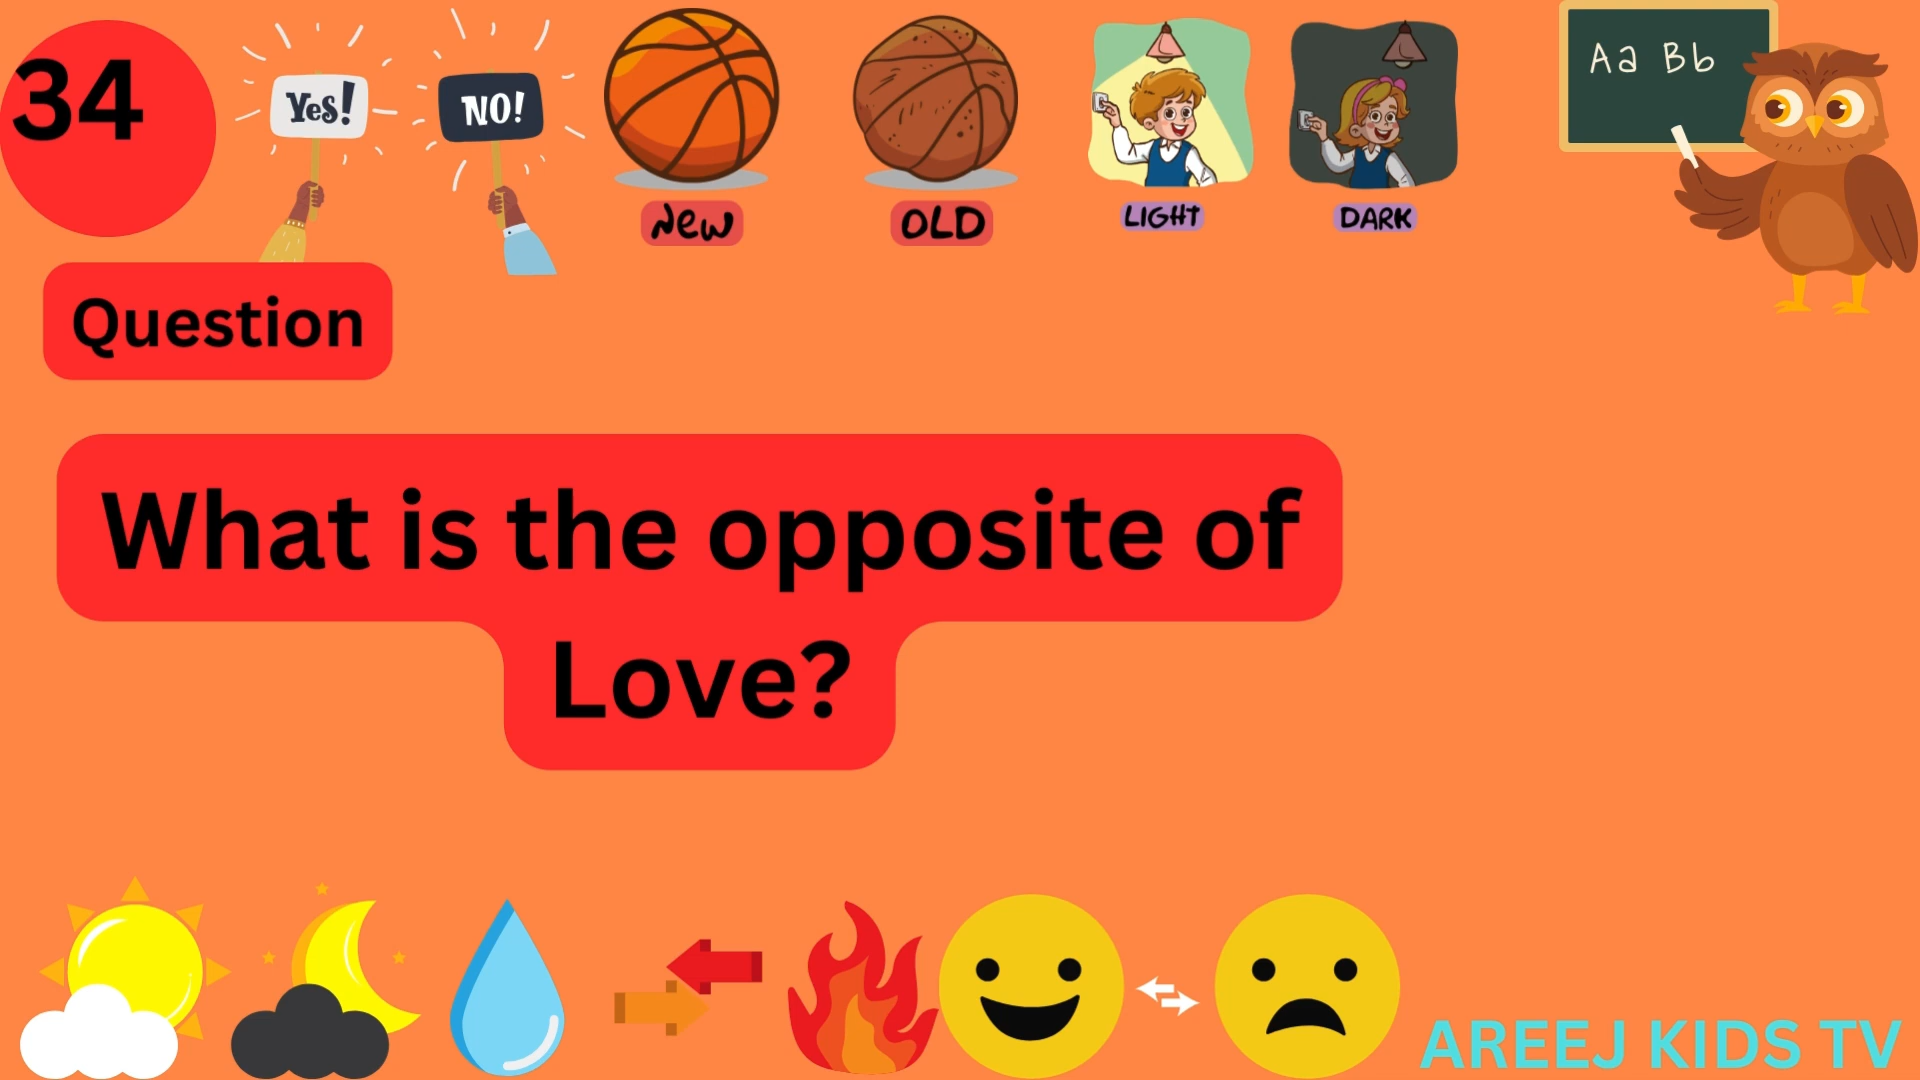 34
Yes!
NO!
New
OLD
LIGHT
DARK
Aa Bb
Question
What is the opposite of
Love?
AREEJ KIDS TV